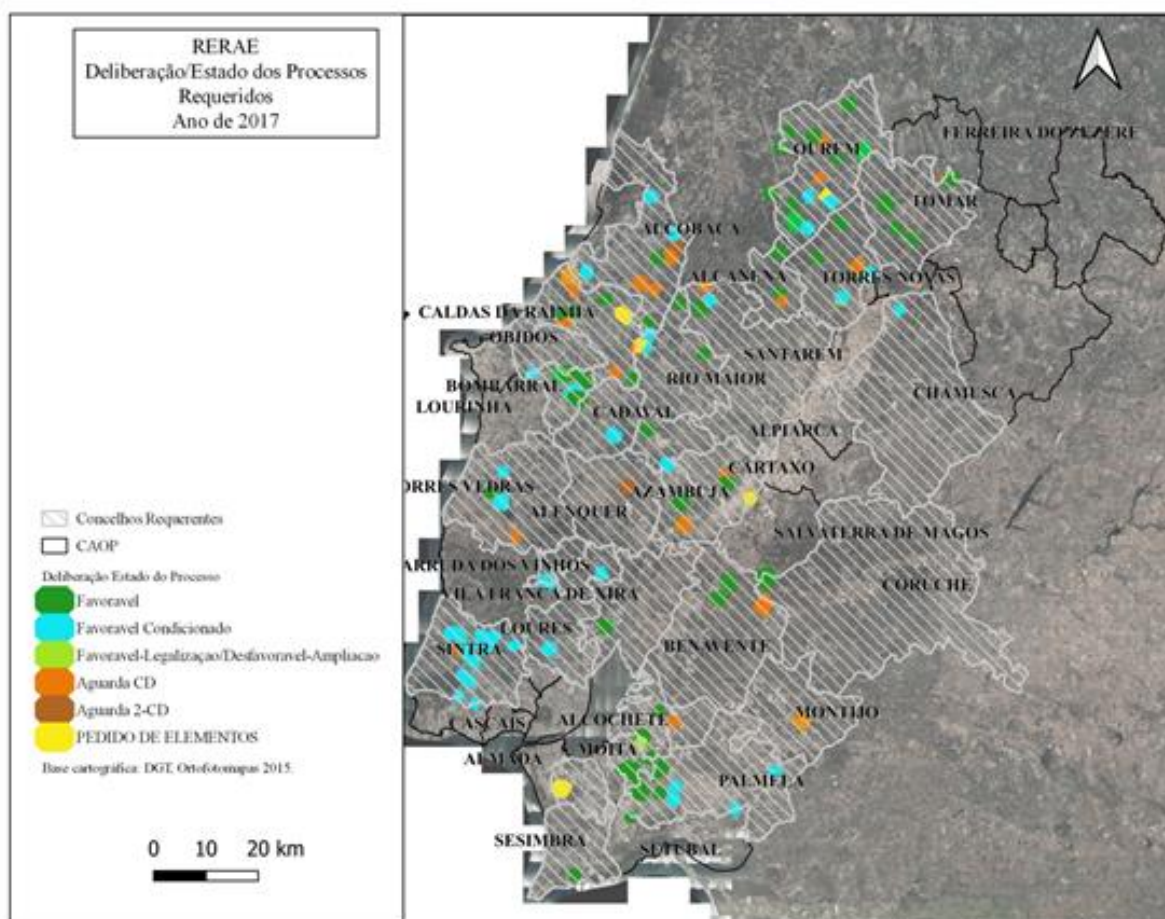 RERAE
Deliberação/Estado dos Processos
Requeridos
Ano de 2017
FERREIRA DO ZEZERE
OUREM
TOMAR
ALCOBACA
ALCANENA
TORRES NOVAS
CALDAS DA RAINHA
OBIDOS
SANTAREM
RIO MAIOR
BOMBARRAL
CHAMUSCA
LOURINHA
CADAVAL
ALPIARCA
CARTAXO
ORRES VEDRAS
AZAMBUJA
ALENQUER
SALVATERRA DE MAGOS
ARRUDA DOS VINHOS
CORUCHE
VILA FRANCA DE XIRA
LOURES
SINTRA
BENAVENTE
CASCAIS
ALCOCHETE
MONTIJO
ALMADA
MOITA
PALMELA
SESIMBRA
SETUBAL
Concelhos Requerentes
CAOP
Deliberação Estado do Processo
Favoravel
Favoravel Condicionado
Favoravel-Legalização/Desfavoravel-Ampliacao
Aguarda CD
Aguarda 2-CD
PEDIDO DE ELEMENTOS
Base cartográfica: DGT, Ortofotomapas 2015.
0 10 20 km